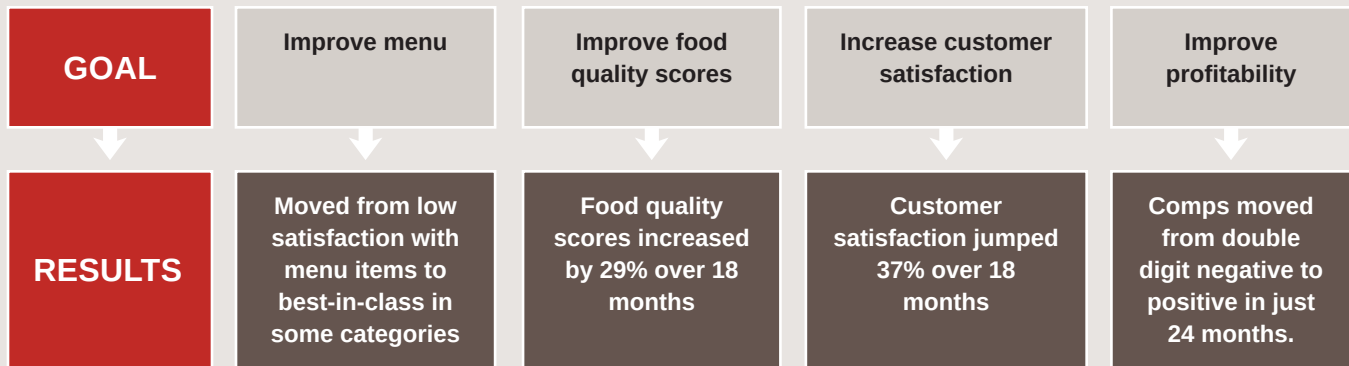 GOAL
Improve menu
Improve food
quality scores
Increase customer
satisfaction
Improve
profitability
RESULTS
Moved from low
satisfaction with
menu items to
best-in-class in
some categories
Food quality
scores increased
by 29% over 18
months
Customer
satisfaction jumped
37% over 18
months
Comps moved
from double
digit negative to
positive in just
24 months.